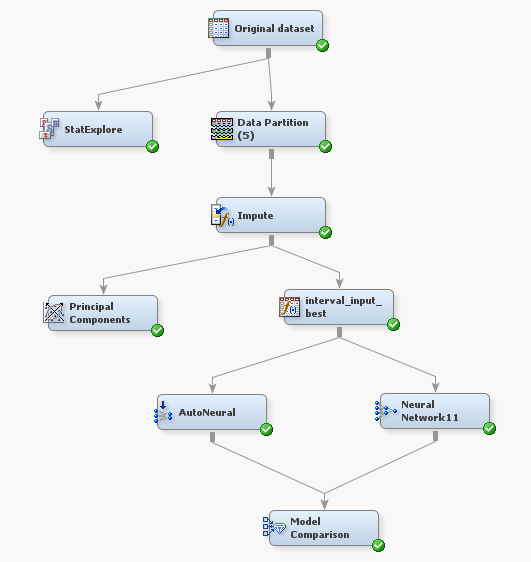 Original dataset
StatExplore
Data Partition
(5)
Impute
Principal
Components
interval_input_
best
AutoNeural
Neural
Network11
Model
Comparison